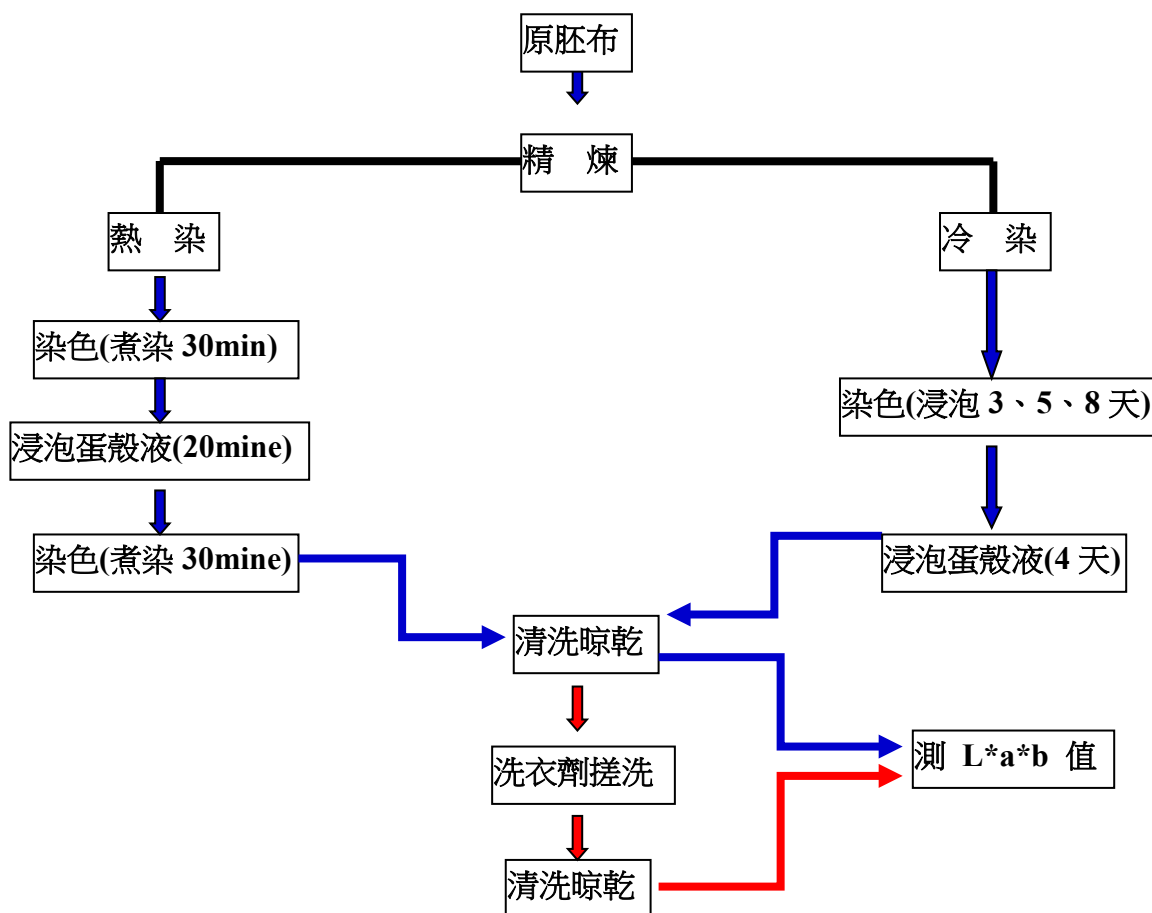 原胚布
精　煉
熱　染
冷　染
染色(煮染 30min)
染色(浸泡 3、5、8 天)
浸泡蛋殼液(20mine)
染色(煮染 30mine)
浸泡蛋殼液(4 天)
清洗晾乾
測 L*a*b 值
洗衣劑搓洗
清洗晾乾